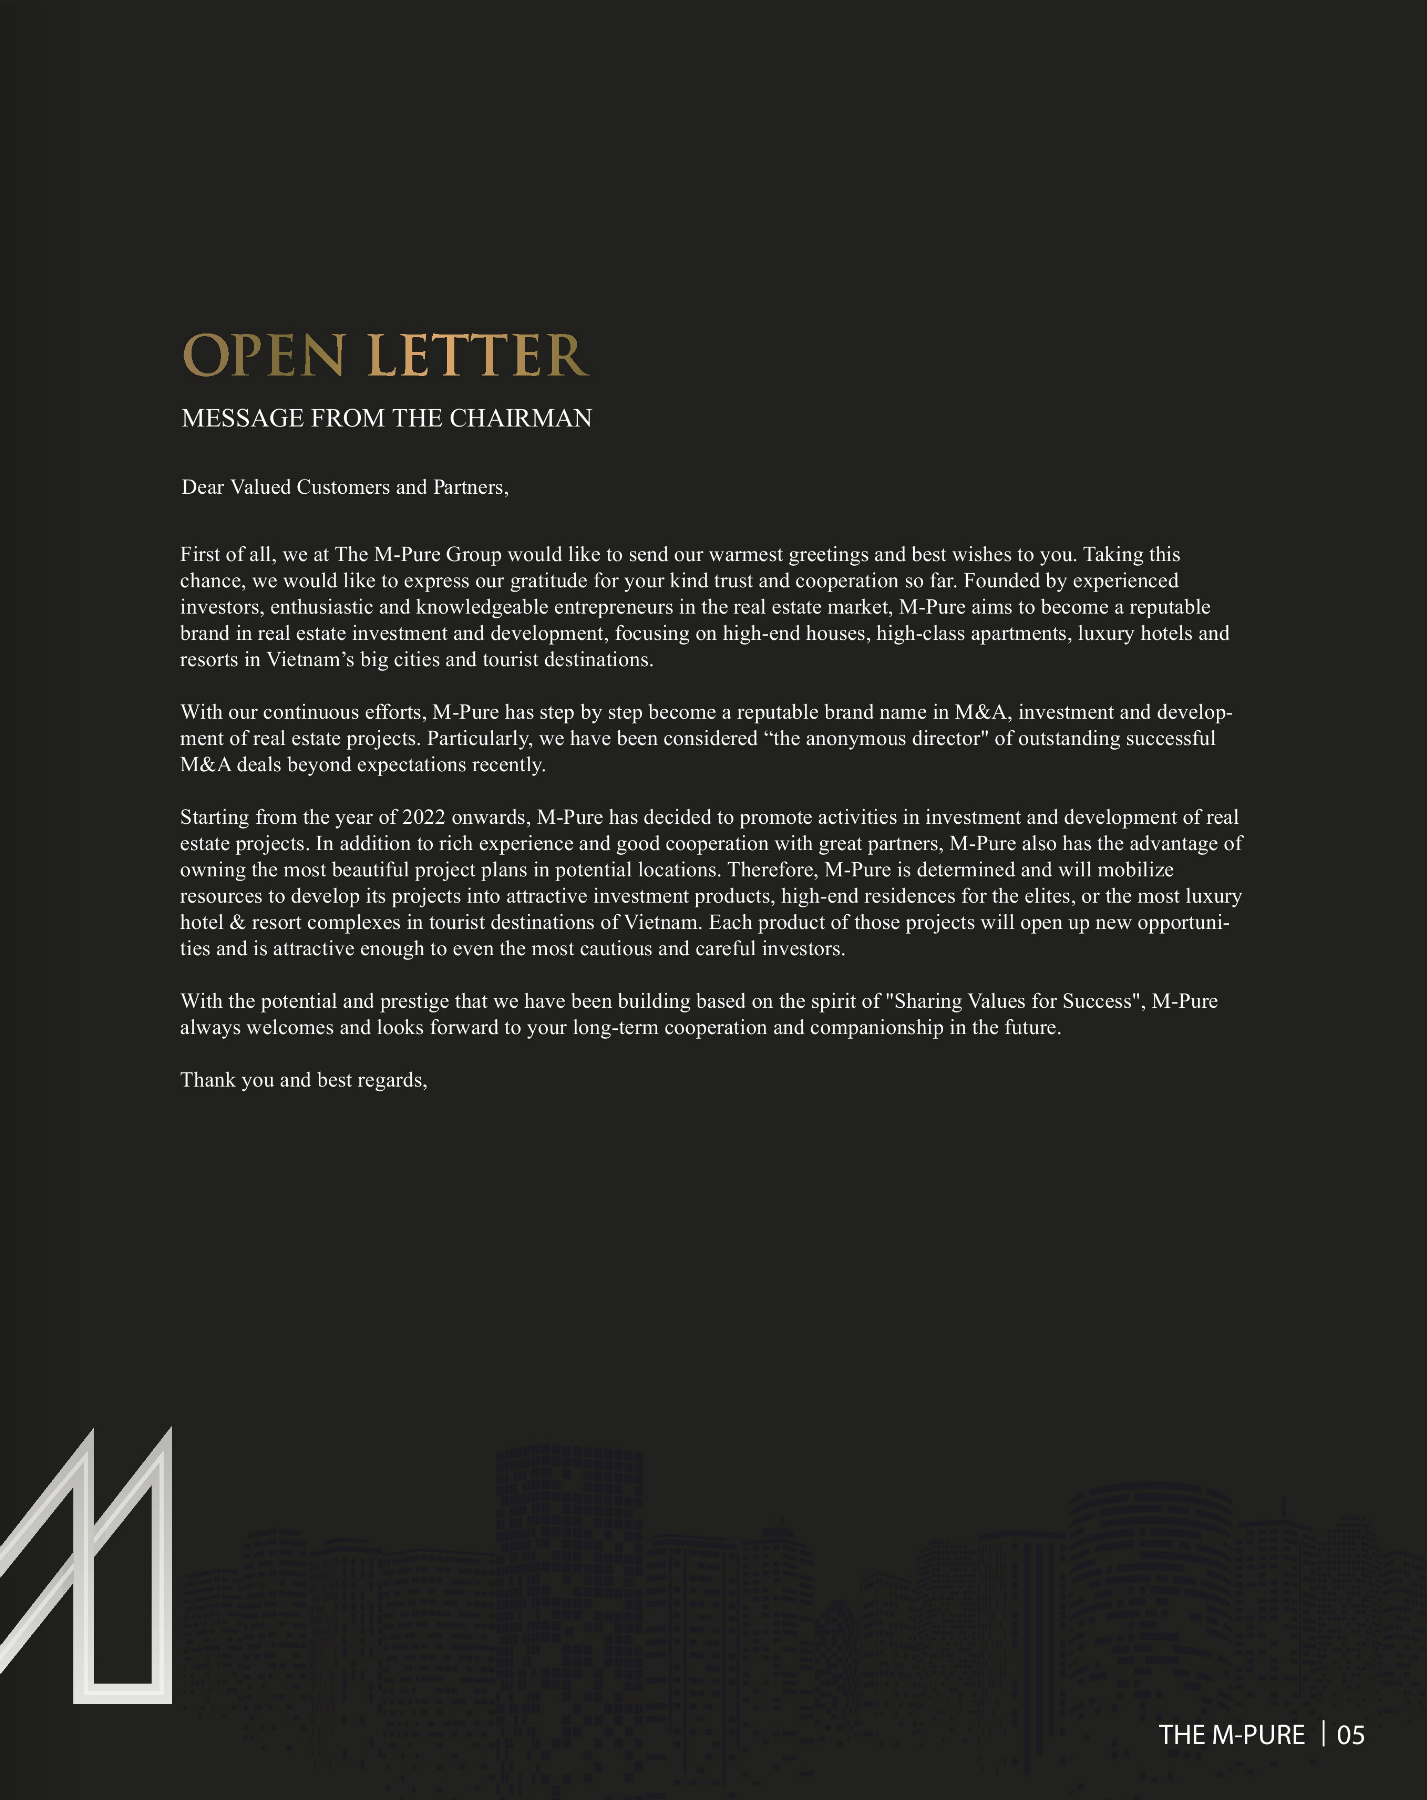 OPEN LETTER
MESSAGE FROM THE CHAIRMAN
Dear Valued Customers and Partners,
First of all, we at The M-Pure Group would like to send our warmest greetings and best wishes to you. Taking this
chance, we would like to express our gratitude for your kind trust and cooperation so far. Founded by experienced
investors, enthusiastic and knowledgeable entrepreneurs in the real estate market, M-Pure aims to become a reputable
brand in real estate investment and development, focusing on high-end houses, high-class apartments, luxury hotels and
resorts in Vietnam’s big cities and tourist destinations.
With our continuous efforts, M-Pure has step by step become a reputable brand name in M&A, investment and develop-
ment of real estate projects. Particularly, we have been considered “the anonymous director" of outstanding successful
M&A deals beyond expectations recently.
Starting from the year of 2022 onwards, M-Pure has decided to promote activities in investment and development of real
estate projects. In addition to rich experience and good cooperation with great partners, M-Pure also has the advantage of
owning the most beautiful project plans in potential locations. Therefore, M-Pure is determined and will mobilize
resources to develop its projects into attractive investment products, high-end residences for the elites, or the most luxury
hotel & resort complexes in tourist destinations of Vietnam. Each product of those projects will open up new opportuni-
ties and is attractive enough to even the most cautious and careful investors.
With the potential and prestige that we have been building based on the spirit of "Sharing Values for Success", M-Pure
always welcomes and looks forward to your long-term cooperation and companionship in the future.
Thank you and best regards,
THE M-PURE | 05